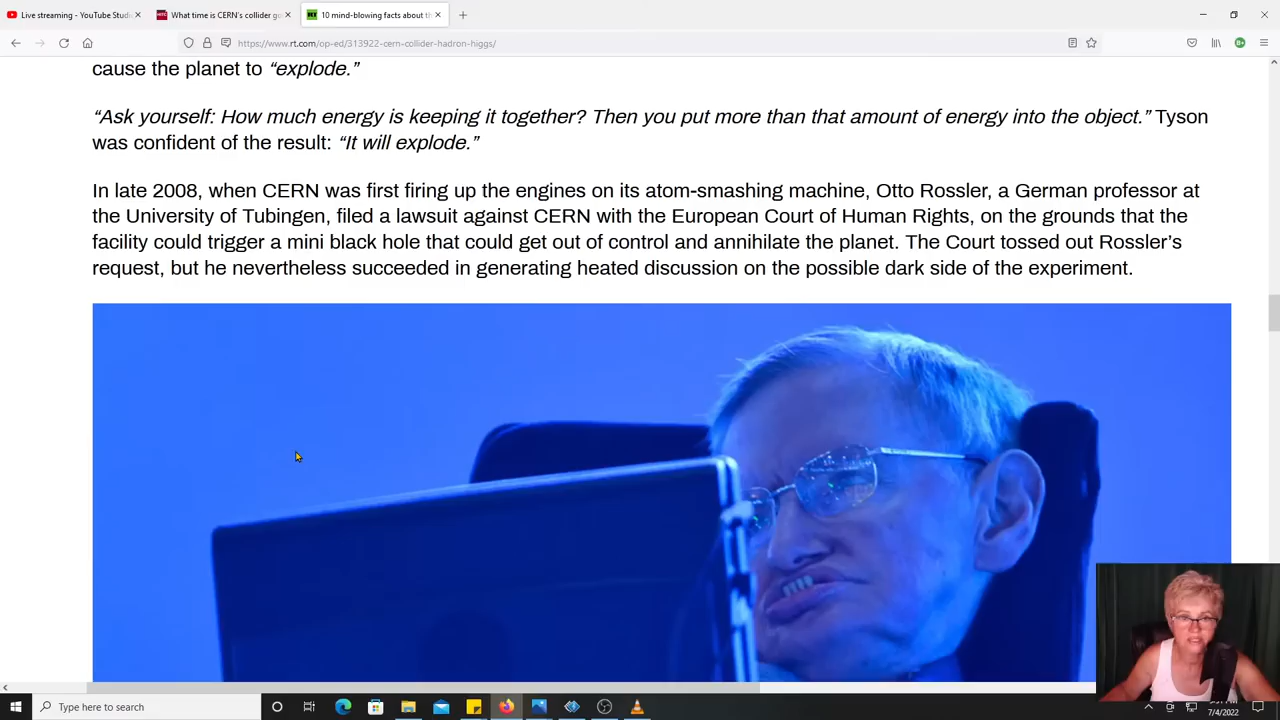 Live streaming - YouTube Stud
What time is CERN's collider go
10 mind-blowing facts about th
https://www.rt.com/op-ed/313922-cern-collider-hadron-higgs/
cause the planet to “explode.”
“Ask yourself: How much energy is keeping it together? Then you put more than that amount of energy into the object.” Tyson
was confident of the result: “It will explode.”
In late 2008, when CERN was first firing up the engines on its atom-smashing machine, Otto Rossler, a German professor at
the University of Tubingen, filed a lawsuit against CERN with the European Court of Human Rights, on the grounds that the
facility could trigger a mini black hole that could get out of control and annihilate the planet. The Court tossed out Rossler’s
request, but he nevertheless succeeded in generating heated discussion on the possible dark side of the experiment.
Type here to search
7/4/2022